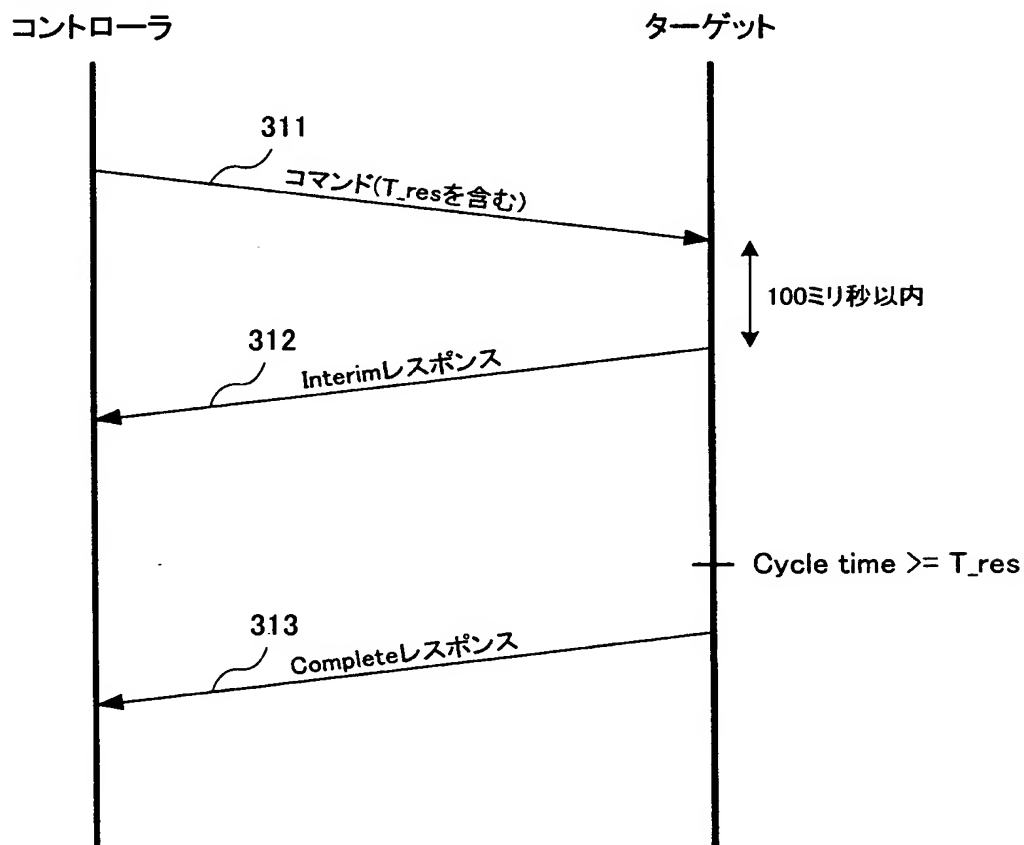 コントローラ
ターゲット
311
コマンド(T_resを含む)
100ミリ秒以内
312
Interimレスポンス
Cycle time >= T_res
313
Completeレスポンス